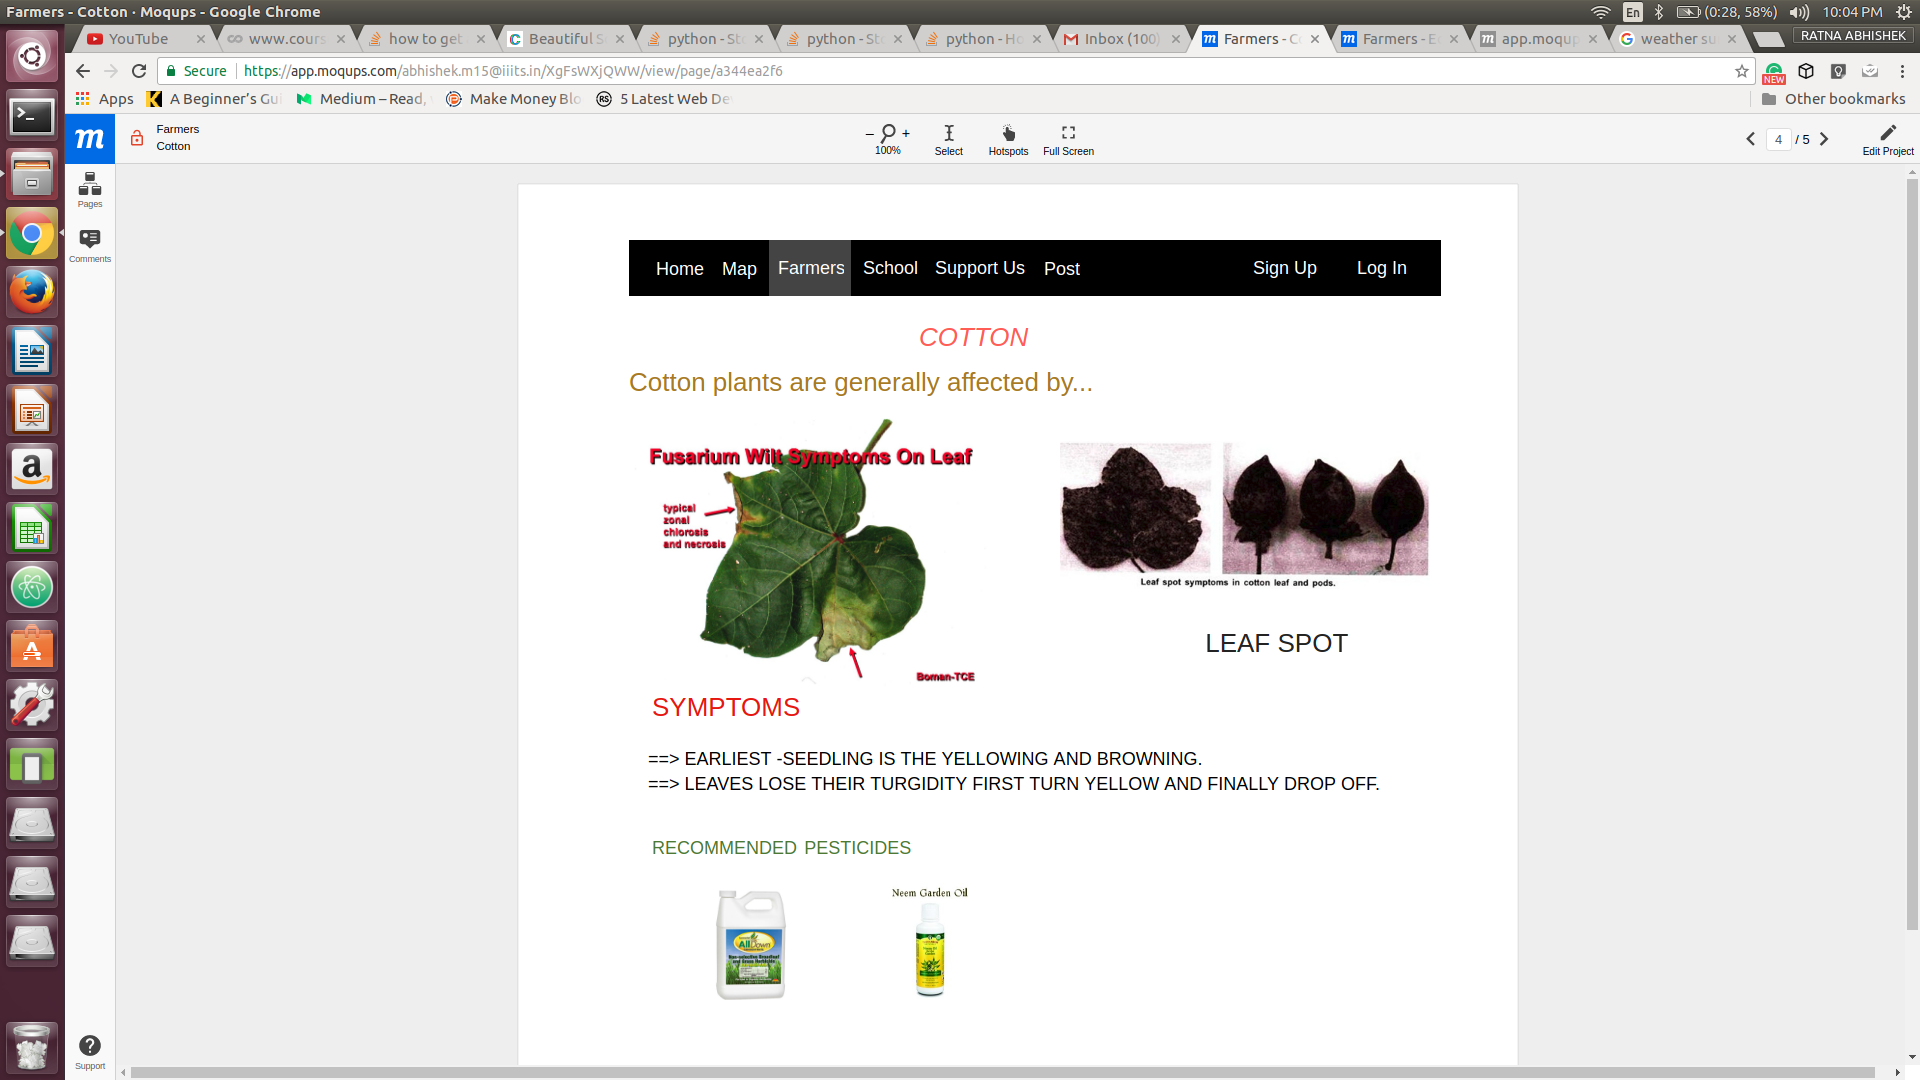 Farmers - Cotton · Moqups - Google Chrome
En
(0:28, 58%)
10:04 PM
YouTube
www.cours
how to get
Beautiful S
python - St
python - St
python - Ho
Inbox (100)
Farmers - C
Farmers - E
app.moqup
weather su
RATNA ABHISHEK
Secure
https://app.moqups.com/abhishek.m15@iiits.in/XgFsWXjQWW/view/page/a344ea2f6
NEW
Apps
A Beginner's Gui
Medium – Read,
Make Money Blo
5 Latest Web De
Other bookmarks
m
Farmers
Cotton
– +
100%
Select
Hotspots
Full Screen
4 / 5
Edit Project
Pages
Comments
Support
Home
Map
Farmers
School
Support Us
Post
Sign Up
Log In
COTTON
Cotton plants are generally affected by...
Fusarium Wilt Symptoms On Leaf
typical
zonal
chlorosis
and necrosis
Boman-TCE
Leaf spot symptoms in cotton leaf and pods.
LEAF SPOT
SYMPTOMS
==> EARLIEST -SEEDLING IS THE YELLOWING AND BROWNING.
==> LEAVES LOSE THEIR TURGIDITY FIRST TURN YELLOW AND FINALLY DROP OFF.
RECOMMENDED PESTICIDES
AllDown
Neem Garden Oil